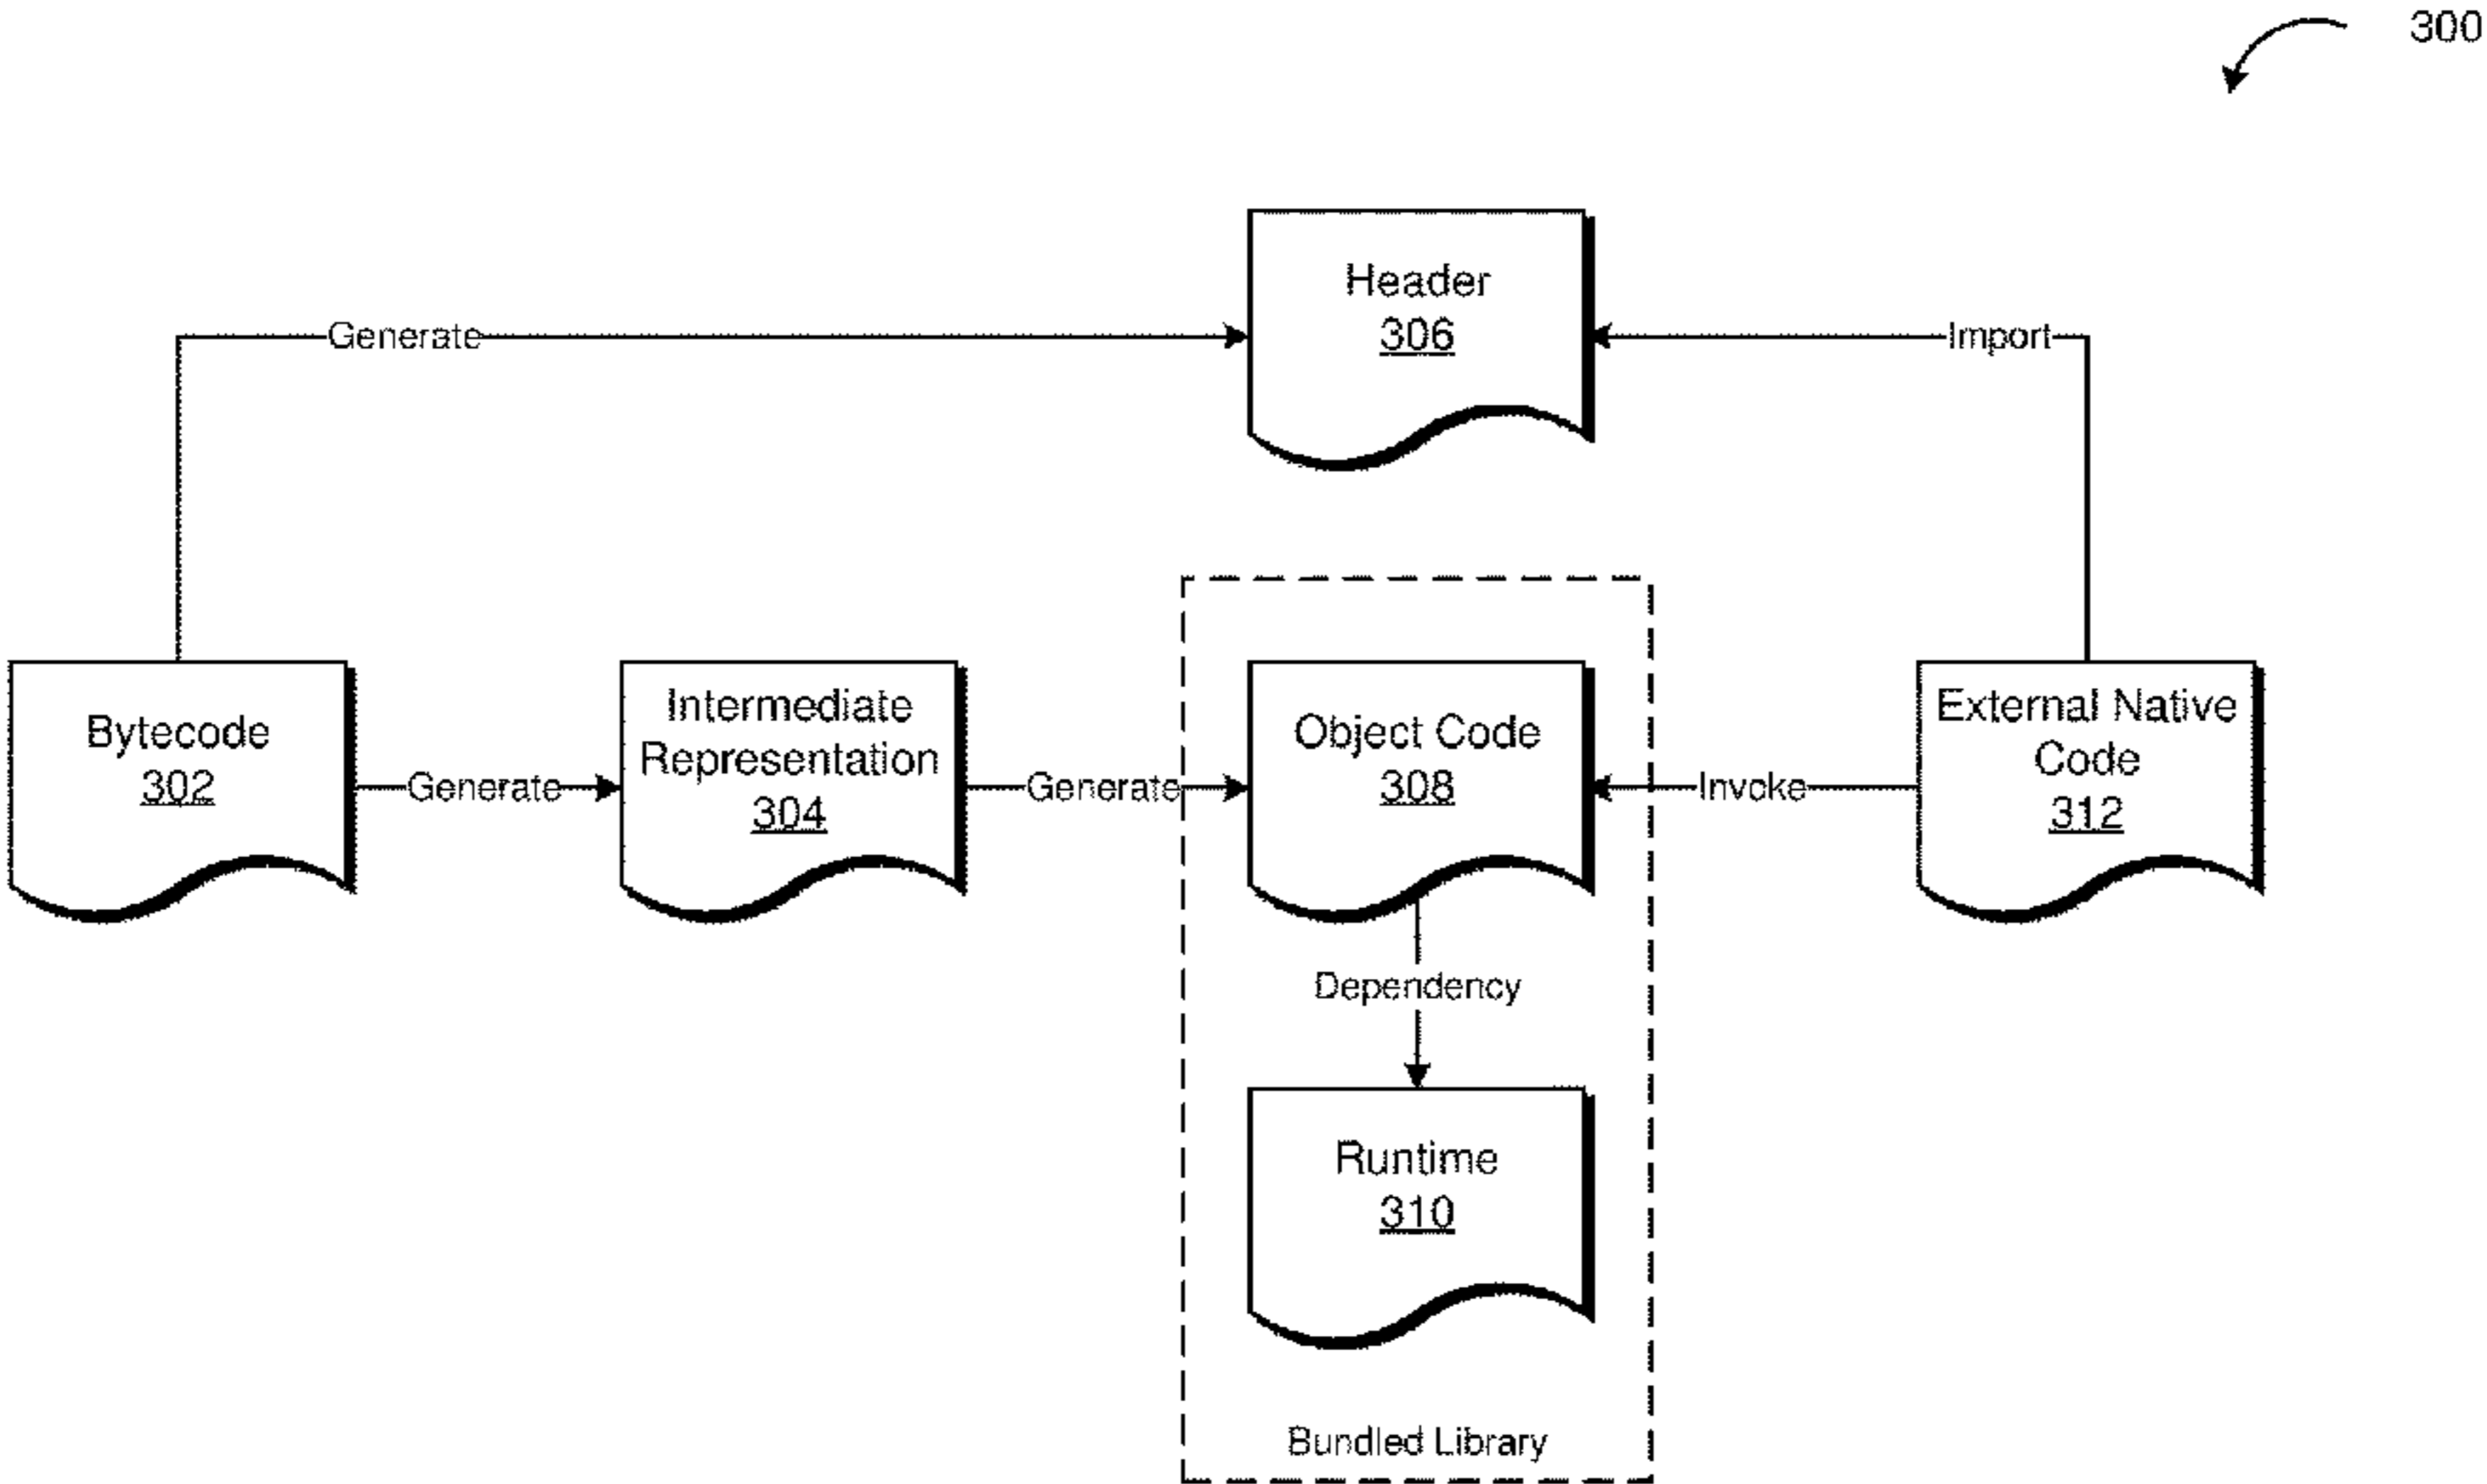 300
Header
306
Generate
Import
Bytecode
302
Generate
Intermediate
Representation
304
Generate
Object Code
308
Invoke
External Native
Code
312
Dependency
Runtime
310
Bundled Library